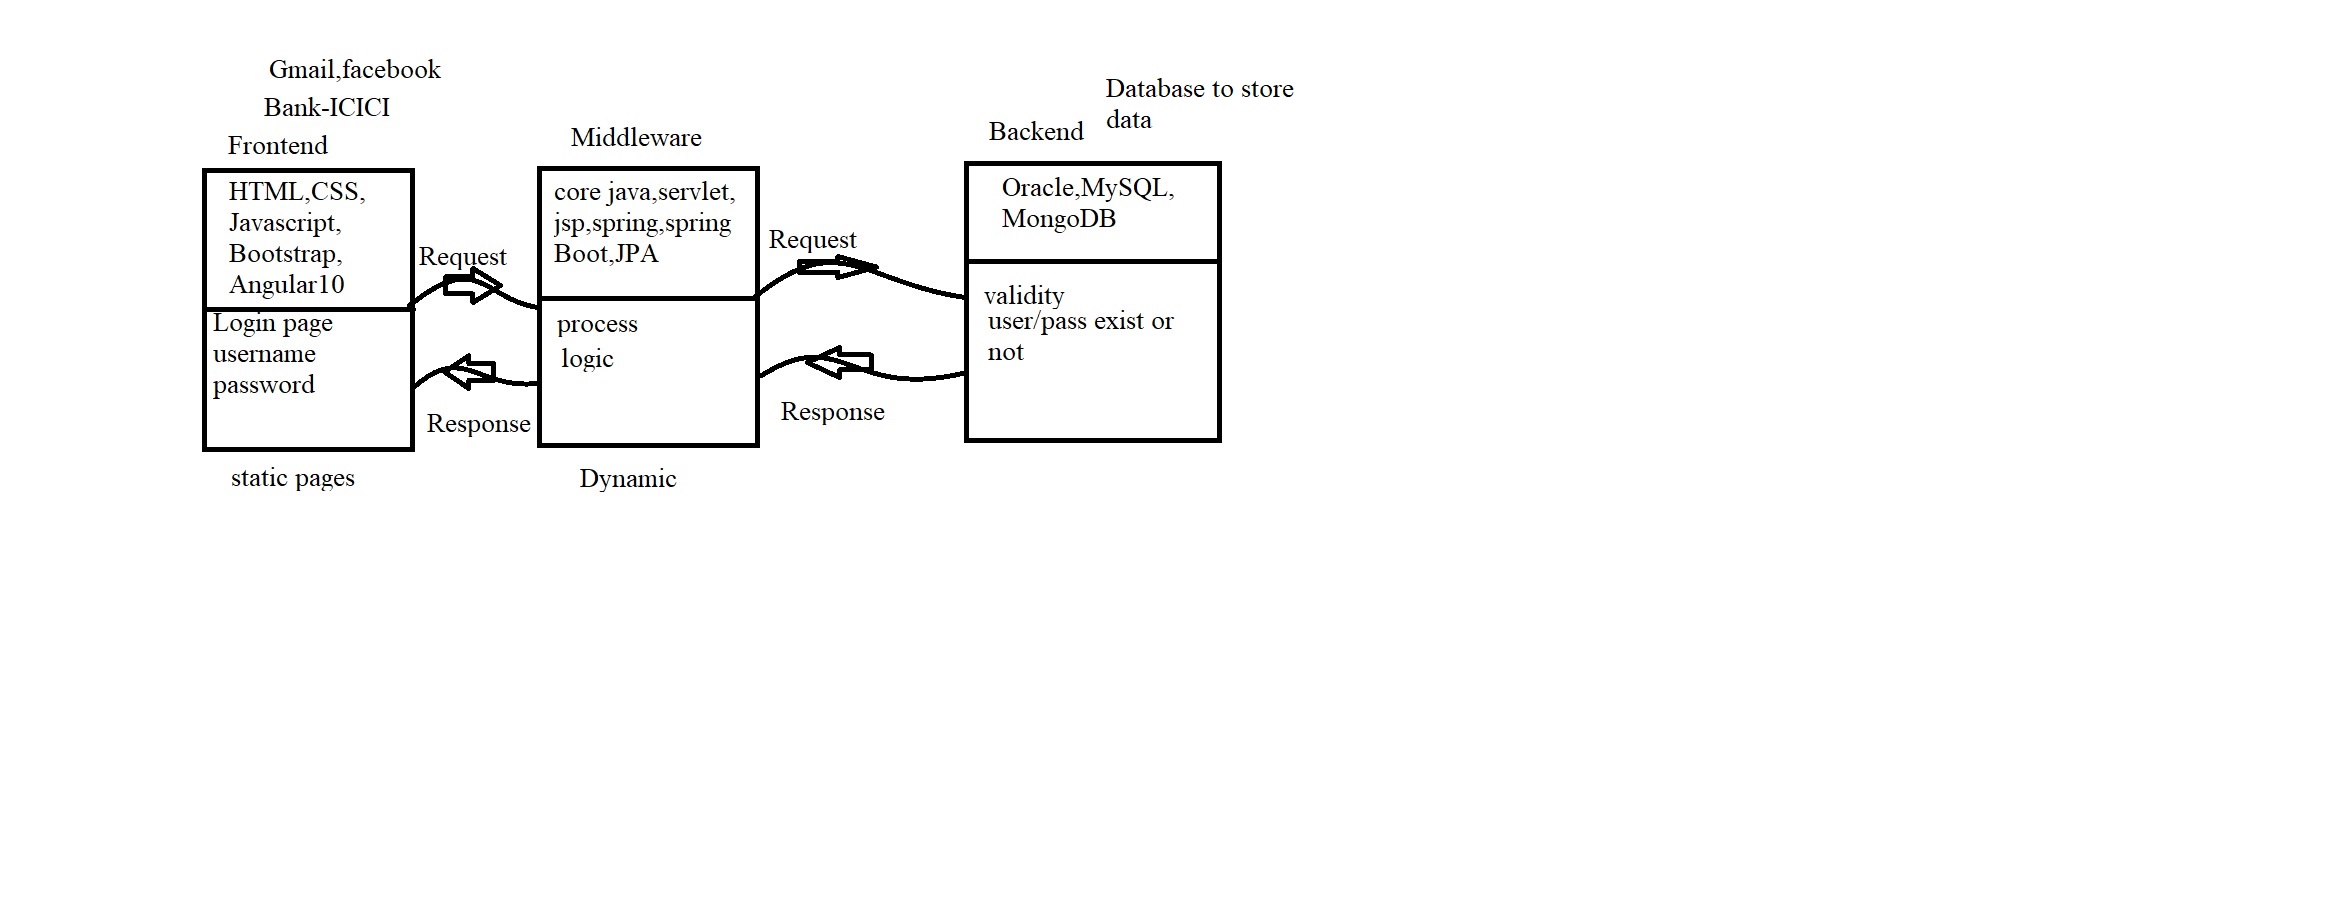 Gmail,facebook
Bank-ICICI
Frontend
HTML,CSS,
Javascript,
Bootstrap,
Angular10
Login page
username
password
static pages
Request
Response
Middleware
core java,servlet,
jsp,spring,spring
Boot,JPA
process
logic
Dynamic
Request
Response
Backend
Database to store
data
Oracle,MySQL,
MongoDB
validity
user/pass exist or
not